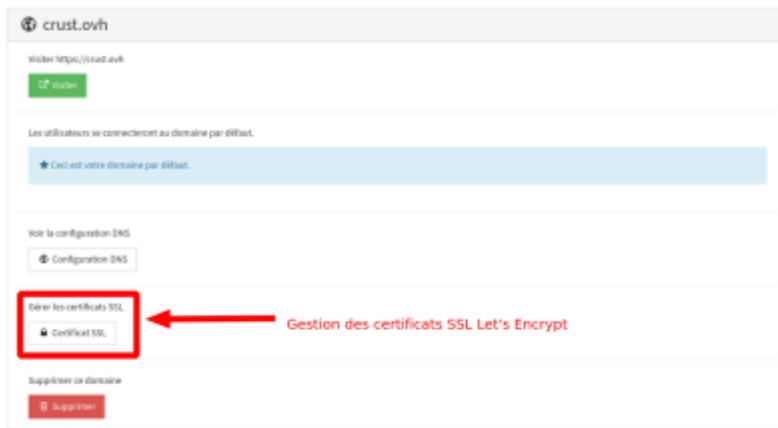 crust.ovh
Visiter https://crust.ovh
Visiter
Les utilisateurs se connecteront au domaine par défaut.
Ceci est votre domaine par défaut.
Voir la configuration DNS
Configuration DNS
Gérer les certificats SSL
Gestion des certificats SSL Let's Encrypt
Certificat SSL
Supprimer ce domaine
Supprimer